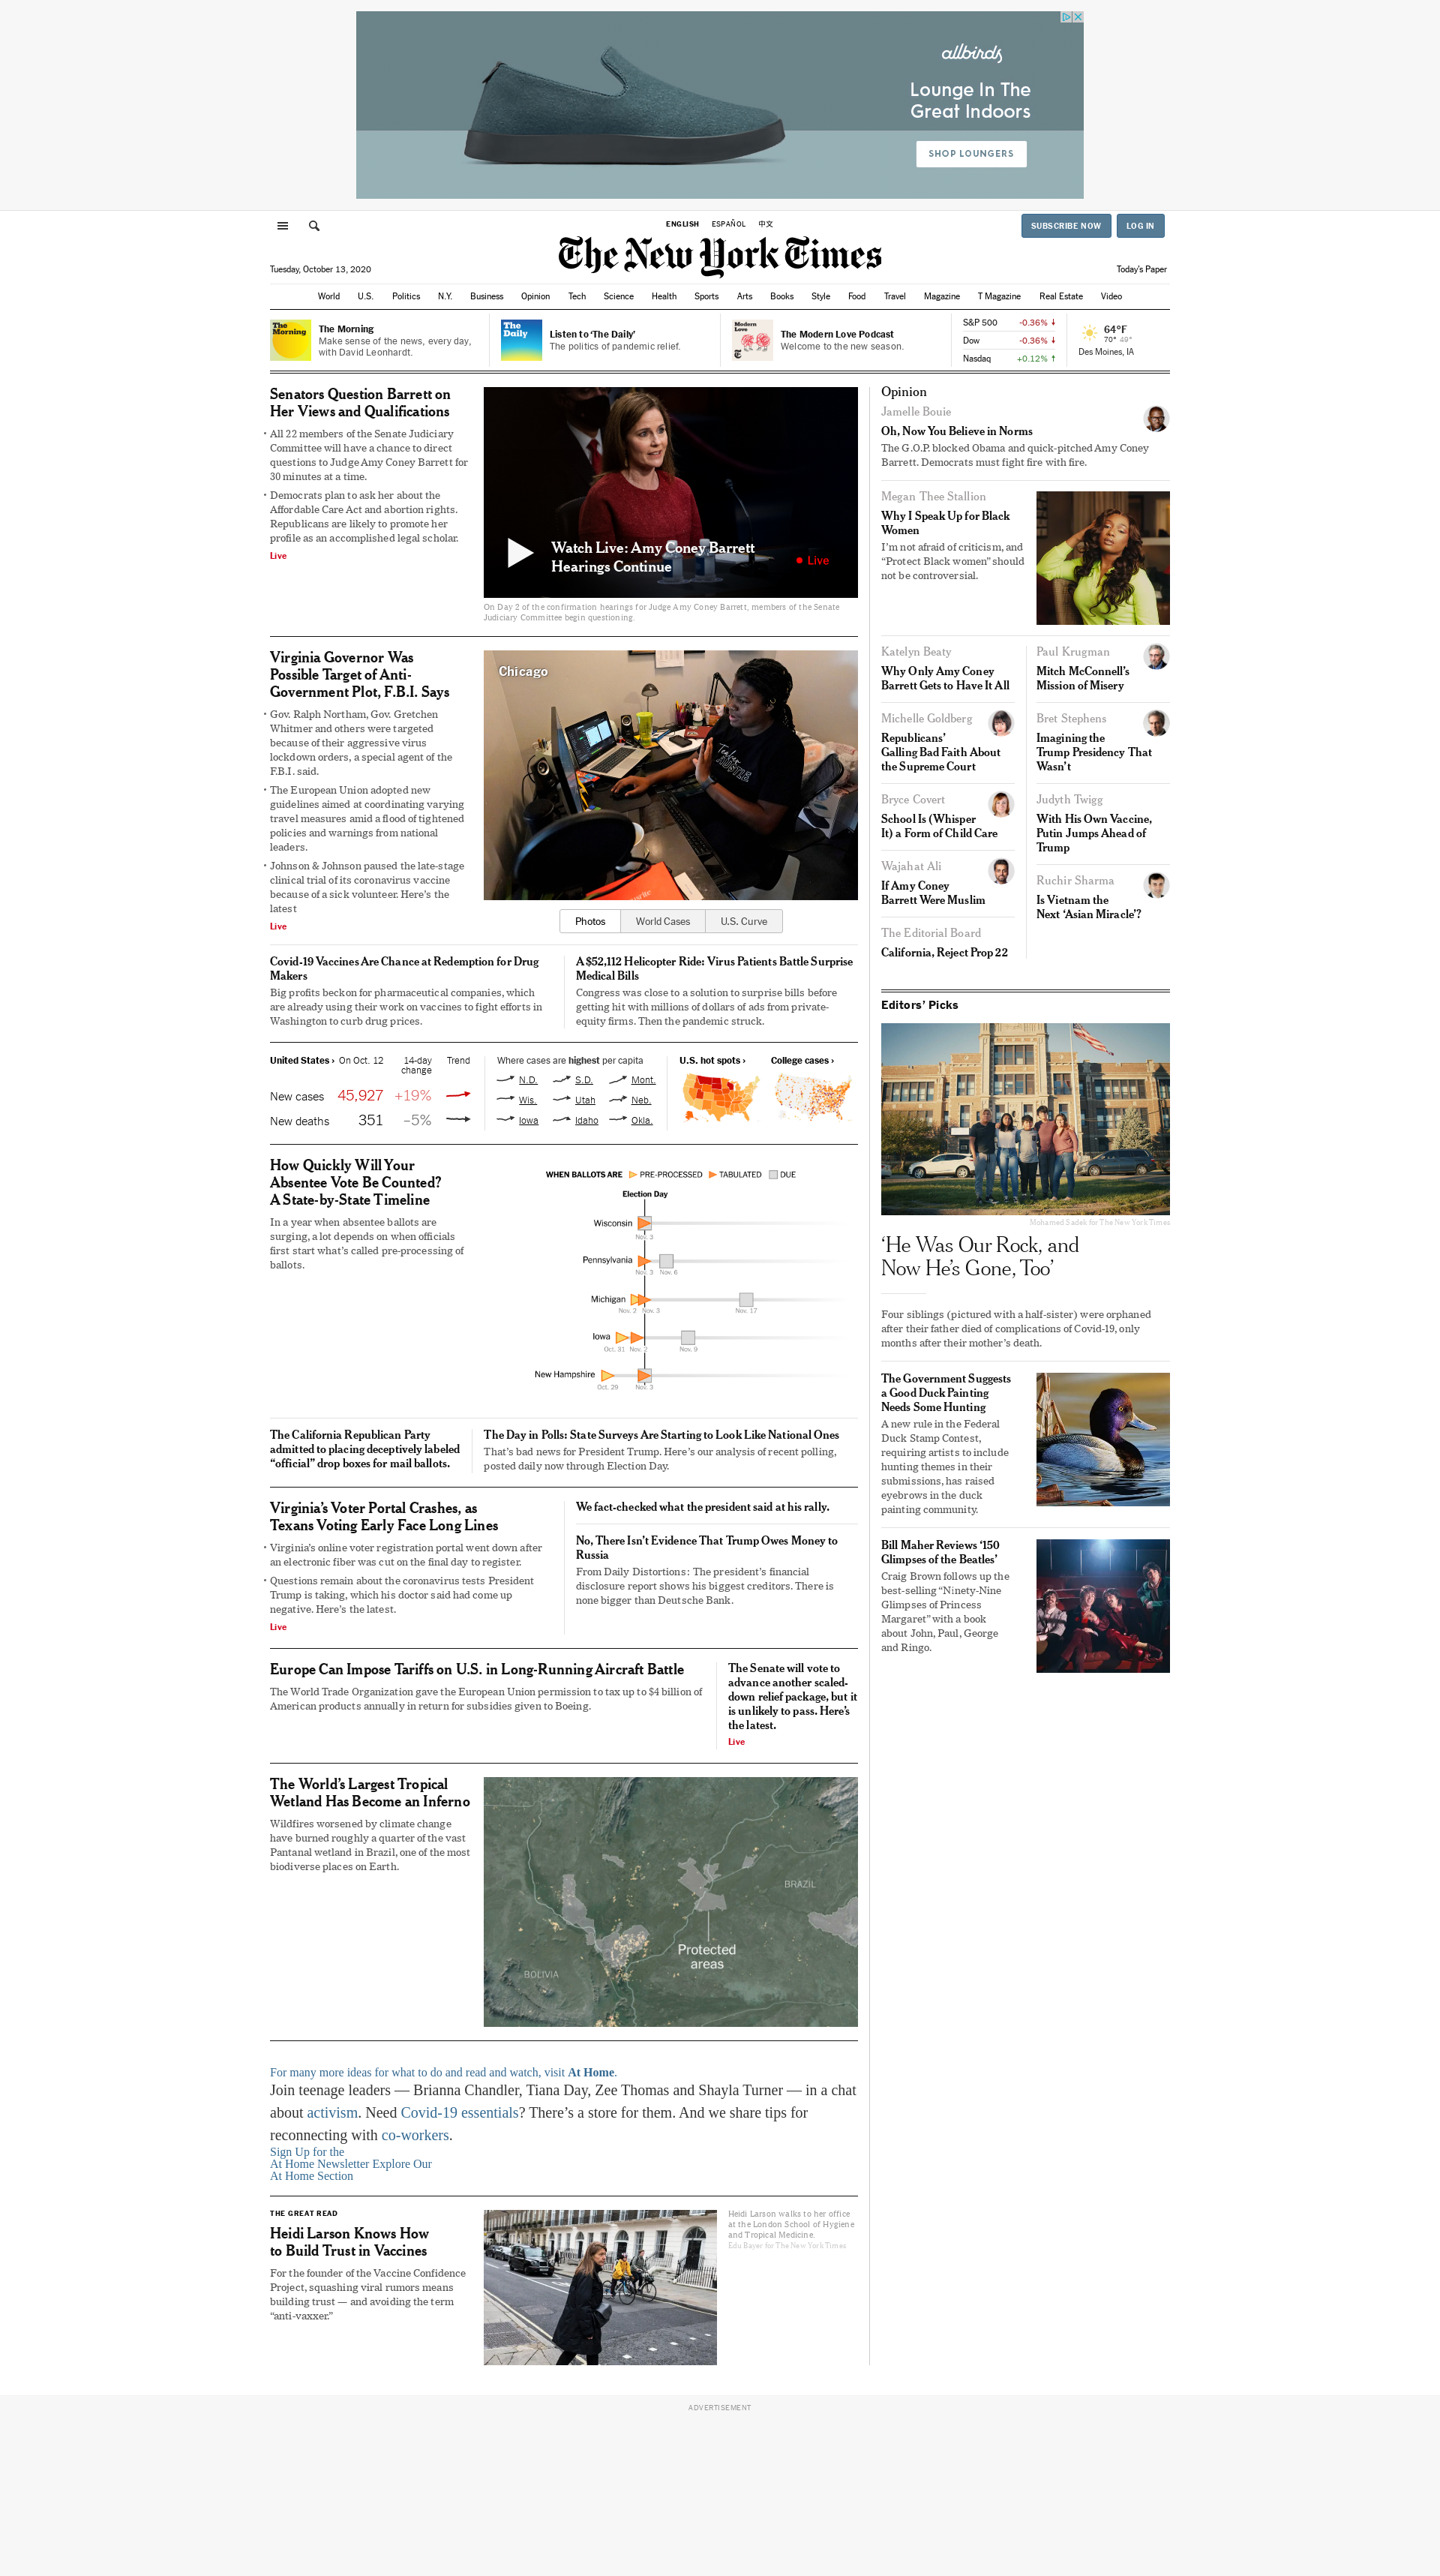 allbirds
Lounge In The
Great Indoors
SHOP LOUNGERS
ENGLISH ESPAÑOL 中文
SUBSCRIBE NOW LOG IN
The New York Times
Tuesday, October 13, 2020
Today's Paper
World U.S. Politics N.Y. Business Opinion Tech Science Health Sports Arts Books Style Food Travel Magazine T Magazine Real Estate Video
The Morning
The Morning
Make sense of the news, every day,
with David Leonhardt.
The Daily
Listen to ‘The Daily’
The politics of pandemic relief.
Modern Love
The Modern Love Podcast
Welcome to the new season.
S&P 500 -0.36% ↓
Dow -0.36% ↓
Nasdaq +0.12% ↑
64°F
70° 49°
Des Moines, IA
Senators Question Barrett on
Her Views and Qualifications
• All 22 members of the Senate Judiciary
Committee will have a chance to direct
questions to Judge Amy Coney Barrett for
30 minutes at a time.
• Democrats plan to ask her about the
Affordable Care Act and abortion rights.
Republicans are likely to promote her
profile as an accomplished legal scholar.
Live
Watch Live: Amy Coney Barrett
Hearings Continue
Live
On Day 2 of the confirmation hearings for Judge Amy Coney Barrett, members of the Senate
Judiciary Committee begin questioning.
Virginia Governor Was
Possible Target of Anti-
Government Plot, F.B.I. Says
• Gov. Ralph Northam, Gov. Gretchen
Whitmer and others were targeted
because of their aggressive virus
lockdown orders, a special agent of the
F.B.I. said.
• The European Union adopted new
guidelines aimed at coordinating varying
travel measures amid a flood of tightened
policies and warnings from national
leaders.
• Johnson & Johnson paused the late-stage
clinical trial of its coronavirus vaccine
because of a sick volunteer. Here’s the
latest
Live
Chicago
Photos World Cases U.S. Curve
Covid-19 Vaccines Are Chance at Redemption for Drug
Makers
Big profits beckon for pharmaceutical companies, which
are already using their work on vaccines to fight efforts in
Washington to curb drug prices.
A $52,112 Helicopter Ride: Virus Patients Battle Surprise
Medical Bills
Congress was close to a solution to surprise bills before
getting hit with millions of dollars of ads from private-
equity firms. Then the pandemic struck.
United States › On Oct. 12 14-day change Trend
New cases 45,927 +19%
New deaths 351 –5%
Where cases are highest per capita
N.D. S.D. Mont.
Wis. Utah Neb.
Iowa Idaho Okla.
U.S. hot spots › College cases ›
How Quickly Will Your
Absentee Vote Be Counted?
A State-by-State Timeline
In a year when absentee ballots are
surging, a lot depends on when officials
first start what’s called pre-processing of
ballots.
WHEN BALLOTS ARE PRE-PROCESSED TABULATED DUE
Election Day
Wisconsin
Nov. 3
Pennsylvania
Nov. 3 Nov. 6
Michigan
Nov. 2 Nov. 3 Nov. 17
Iowa
Oct. 31 Nov. 2 Nov. 9
New Hampshire
Oct. 29 Nov. 3
The California Republican Party
admitted to placing deceptively labeled
“official” drop boxes for mail ballots.
The Day in Polls: State Surveys Are Starting to Look Like National Ones
That’s bad news for President Trump. Here’s our analysis of recent polling,
posted daily now through Election Day.
Virginia’s Voter Portal Crashes, as
Texans Voting Early Face Long Lines
• Virginia’s online voter registration portal went down after
an electronic fiber was cut on the final day to register.
• Questions remain about the coronavirus tests President
Trump is taking, which his doctor said had come up
negative. Here’s the latest.
Live
We fact-checked what the president said at his rally.
No, There Isn’t Evidence That Trump Owes Money to
Russia
From Daily Distortions: The president’s financial
disclosure report shows his biggest creditors. There is
none bigger than Deutsche Bank.
Europe Can Impose Tariffs on U.S. in Long-Running Aircraft Battle
The World Trade Organization gave the European Union permission to tax up to $4 billion of
American products annually in return for subsidies given to Boeing.
The Senate will vote to
advance another scaled-
down relief package, but it
is unlikely to pass. Here’s
the latest.
Live
The World’s Largest Tropical
Wetland Has Become an Inferno
Wildfires worsened by climate change
have burned roughly a quarter of the vast
Pantanal wetland in Brazil, one of the most
biodiverse places on Earth.
BRAZIL
Protected
areas
BOLIVIA
For many more ideas for what to do and read and watch, visit At Home.
Join teenage leaders — Brianna Chandler, Tiana Day, Zee Thomas and Shayla Turner — in a chat
about activism. Need Covid-19 essentials? There’s a store for them. And we share tips for
reconnecting with co-workers.
Sign Up for the
At Home Newsletter Explore Our
At Home Section
THE GREAT READ
Heidi Larson Knows How
to Build Trust in Vaccines
For the founder of the Vaccine Confidence
Project, squashing viral rumors means
building trust — and avoiding the term
“anti-vaxxer.”
Heidi Larson walks to her office
at the London School of Hygiene
and Tropical Medicine.
Edu Bayer for The New York Times
Opinion
Jamelle Bouie
Oh, Now You Believe in Norms
The G.O.P. blocked Obama and quick-pitched Amy Coney
Barrett. Democrats must fight fire with fire.
Megan Thee Stallion
Why I Speak Up for Black
Women
I’m not afraid of criticism, and
“Protect Black women” should
not be controversial.
Katelyn Beaty
Why Only Amy Coney
Barrett Gets to Have It All
Michelle Goldberg
Republicans’
Galling Bad Faith About
the Supreme Court
Bryce Covert
School Is (Whisper
It) a Form of Child Care
Wajahat Ali
If Amy Coney
Barrett Were Muslim
The Editorial Board
California, Reject Prop 22
Paul Krugman
Mitch McConnell’s
Mission of Misery
Bret Stephens
Imagining the
Trump Presidency That
Wasn’t
Judyth Twigg
With His Own Vaccine,
Putin Jumps Ahead of
Trump
Ruchir Sharma
Is Vietnam the
Next ‘Asian Miracle’?
Editors’ Picks
Mohamed Sadek for The New York Times
‘He Was Our Rock, and
Now He’s Gone, Too’
Four siblings (pictured with a half-sister) were orphaned
after their father died of complications of Covid-19, only
months after their mother’s death.
The Government Suggests
a Good Duck Painting
Needs Some Hunting
A new rule in the Federal
Duck Stamp Contest,
requiring artists to include
hunting themes in their
submissions, has raised
eyebrows in the duck
painting community.
Bill Maher Reviews ‘150
Glimpses of the Beatles’
Craig Brown follows up the
best-selling “Ninety-Nine
Glimpses of Princess
Margaret” with a book
about John, Paul, George
and Ringo.
ADVERTISEMENT